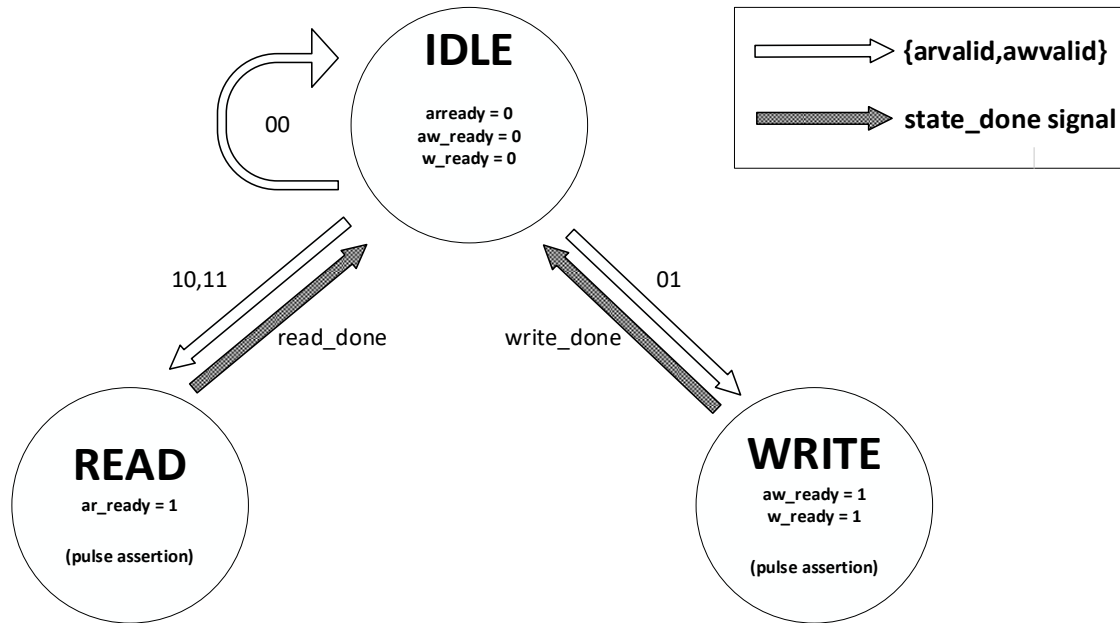 IDLE
arready = 0
aw_ready = 0
w_ready = 0
{arvalid,awvalid}
state_done signal
00
10,11
01
read_done
write_done
READ
ar_ready = 1
(pulse assertion)
WRITE
aw_ready = 1
w_ready = 1
(pulse assertion)